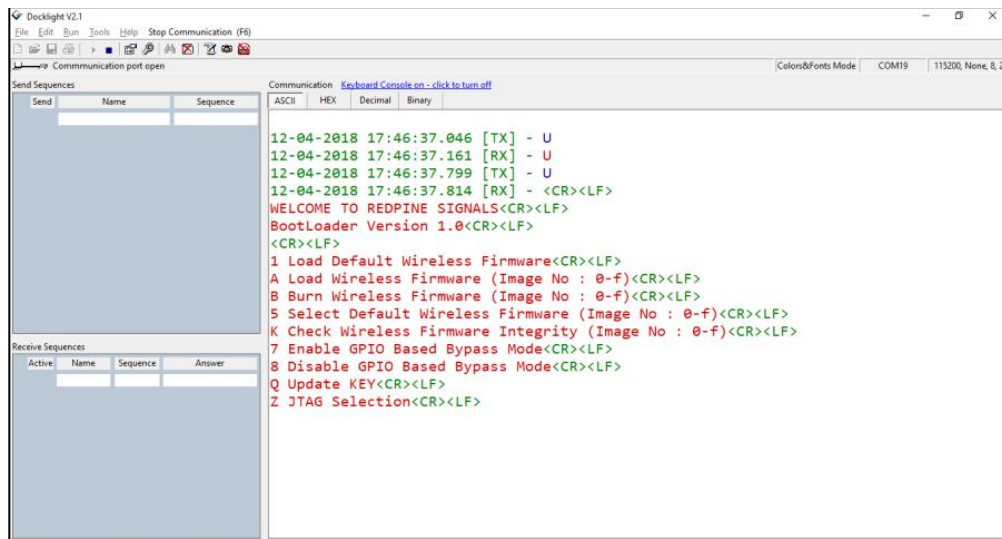 Docklight V2.1
File Edit Run Tools Help Stop Communication (F6)
Commmunication port open
Colors&Fonts Mode COM19 115200, None, 8,
Send Sequences
Send Name Sequence
Communication Keyboard Console on - click to turn off
ASCII HEX Decimal Binary
12-04-2018 17:46:37.046 [TX] - U
12-04-2018 17:46:37.161 [RX] - U
12-04-2018 17:46:37.799 [TX] - U
12-04-2018 17:46:37.814 [RX] - <CR><LF>
WELCOME TO REDPINE SIGNALS<CR><LF>
BootLoader Version 1.0<CR><LF>
<CR><LF>
1 Load Default Wireless Firmware<CR><LF>
A Load Wireless Firmware (Image No : 0-f)<CR><LF>
B Burn Wireless Firmware (Image No : 0-f)<CR><LF>
5 Select Default Wireless Firmware (Image No : 0-f)<CR><LF>
K Check Wireless Firmware Integrity (Image No : 0-f)<CR><LF>
7 Enable GPIO Based Bypass Mode<CR><LF>
8 Disable GPIO Based Bypass Mode<CR><LF>
Q Update KEY<CR><LF>
Z JTAG Selection<CR><LF>
Receive Sequences
Active Name Sequence Answer